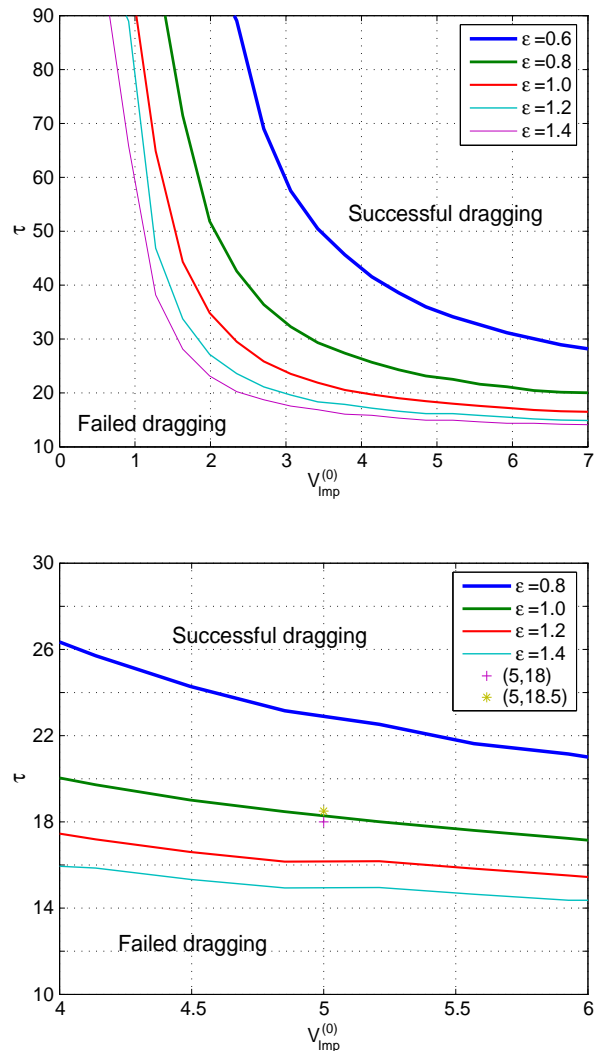 90
80
70
60
50
40
30
20
10
τ
ε=0.6
ε=0.8
ε=1.0
ε=1.2
ε=1.4
Successful dragging
Failed dragging
0 1 2 3 4 5 6 7
V_Imp^(0)
30
26
22
18
14
10
τ
ε=0.8
ε=1.0
ε=1.2
ε=1.4
(5,18)
(5,18.5)
Successful dragging
Failed dragging
4 4.5 5 5.5 6
V_Imp^(0)